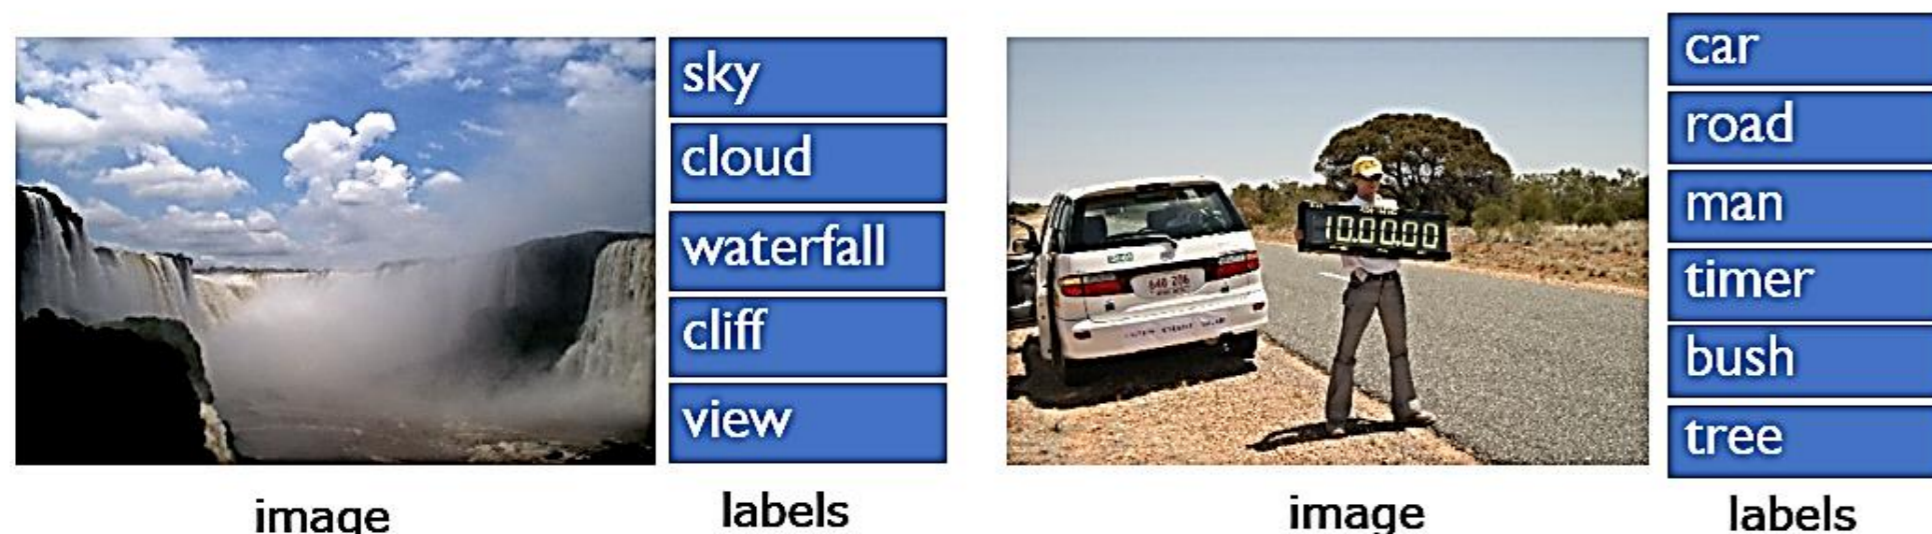 sky
cloud
waterfall
cliff
view
image
labels
10.00.00
car
road
man
timer
bush
tree
image
labels